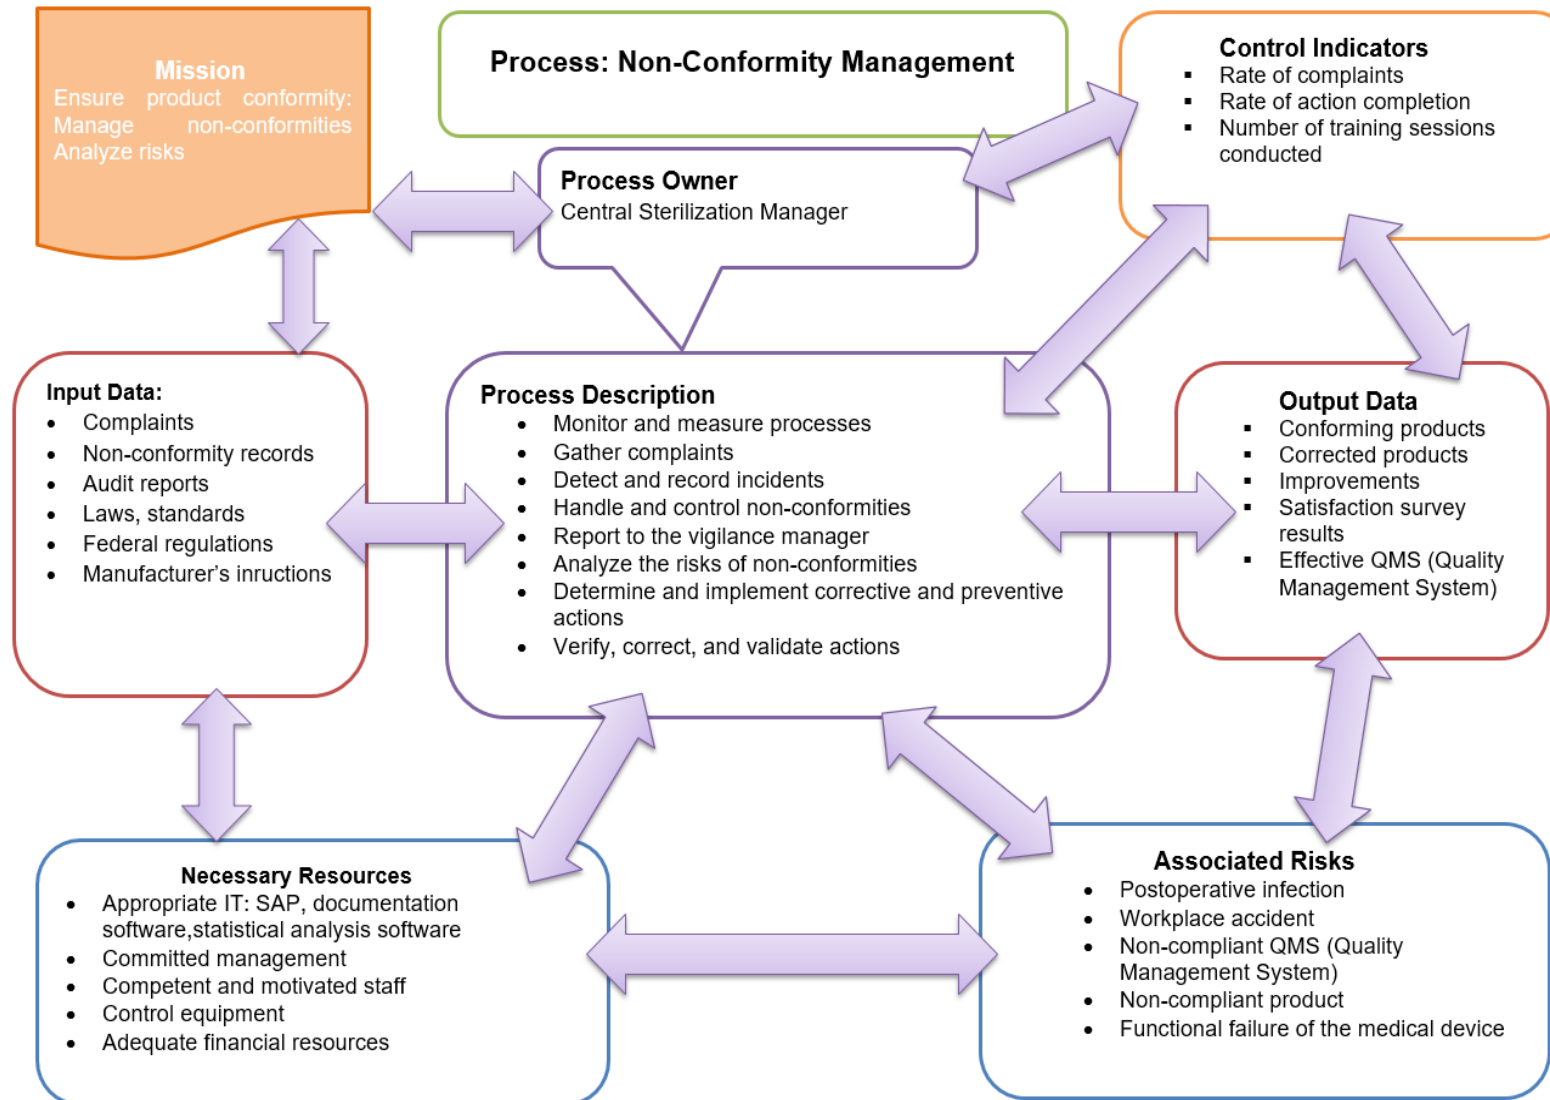 Mission
Ensure product conformity:
Manage non-conformities
Analyze risks
Process: Non-Conformity Management
Control Indicators
▪ Rate of complaints
▪ Rate of action completion
▪ Number of training sessions
conducted
Process Owner
Central Sterilization Manager
Input Data:
• Complaints
• Non-conformity records
• Audit reports
• Laws, standards
• Federal regulations
• Manufacturer’s inructions
Process Description
• Monitor and measure processes
• Gather complaints
• Detect and record incidents
• Handle and control non-conformities
• Report to the vigilance manager
• Analyze the risks of non-conformities
• Determine and implement corrective and preventive
actions
• Verify, correct, and validate actions
Output Data
▪ Conforming products
▪ Corrected products
▪ Improvements
▪ Satisfaction survey
results
▪ Effective QMS (Quality
Management System)
Necessary Resources
• Appropriate IT: SAP, documentation
software,statistical analysis software
• Committed management
• Competent and motivated staff
• Control equipment
• Adequate financial resources
Associated Risks
• Postoperative infection
• Workplace accident
• Non-compliant QMS (Quality
Management System)
• Non-compliant product
• Functional failure of the medical device